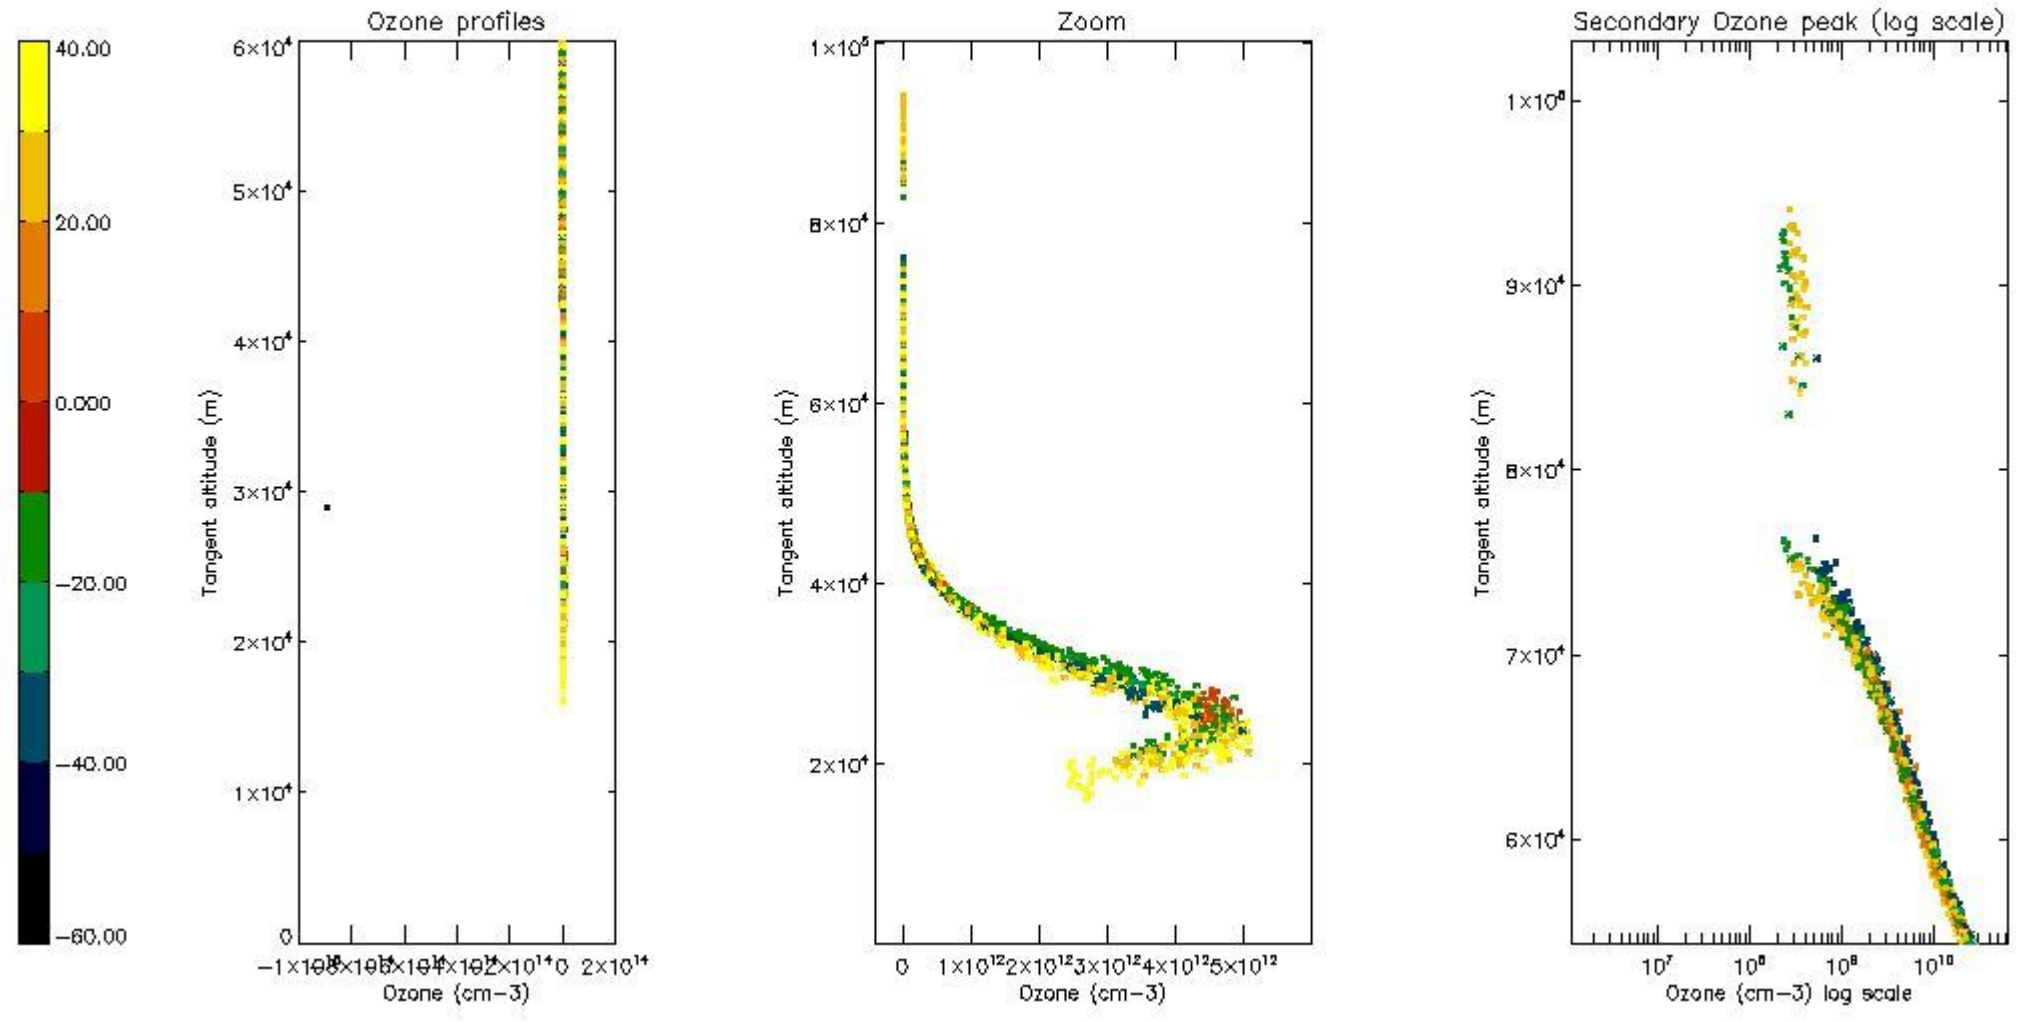 Ozone profiles
Zoom
Secondary Ozone peak (log scale)
40.00
20.00
0.000
−20.00
−40.00
−60.00
6×10⁴
5×10⁴
4×10⁴
3×10⁴
2×10⁴
1×10⁴
0
Tangent altitude (m)
0 2×10¹⁴
Ozone (cm−3)
1×10⁵
8×10⁴
6×10⁴
4×10⁴
2×10⁴
Tangent altitude (m)
0 1×10¹² 2×10¹² 3×10¹² 4×10¹² 5×10¹²
Ozone (cm−3)
9×10⁴
8×10⁴
7×10⁴
6×10⁴
Tangent altitude (m)
10⁷ 10⁸ 10⁹ 10¹⁰
Ozone (cm−3) log scale